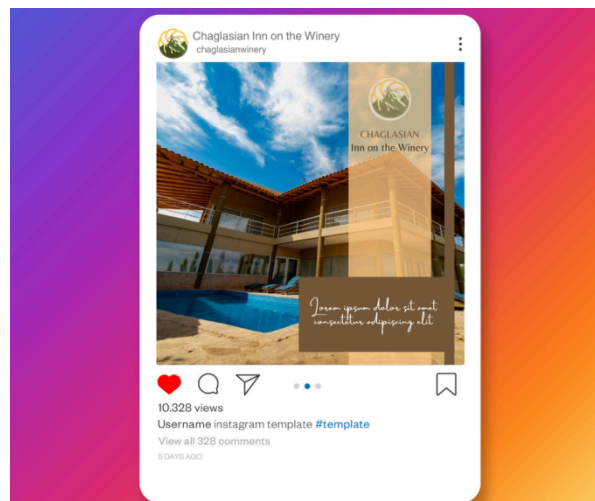 Chaglasian Inn on the Winery
chaglasianwinery
CHAGLASIAN
Inn on the Winery
Lorem ipsum dolor sit amet
consectetur adipiscing elit
10.328 views
Username instagram template #template
View all 328 comments
5 DAYS AGO